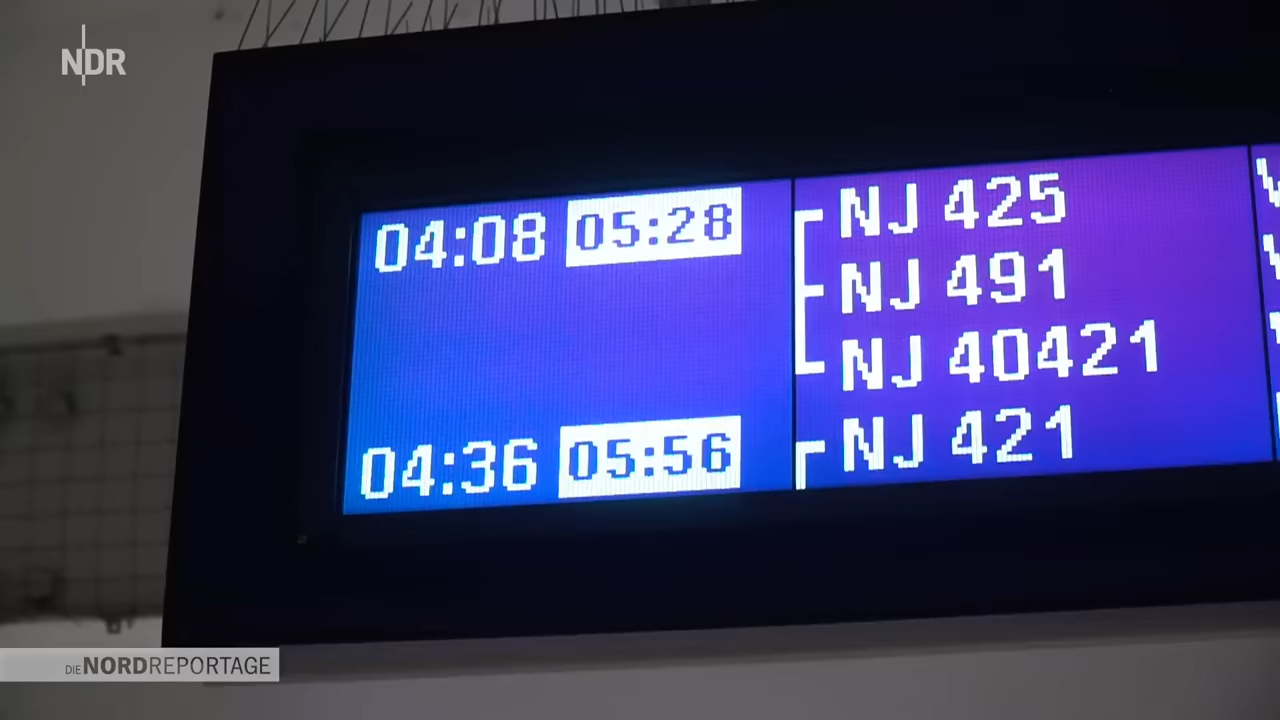 NDR
04:08 05:28 NJ 425
NJ 491
NJ 40421
04:36 05:56 NJ 421
DIE NORDREPORTAGE